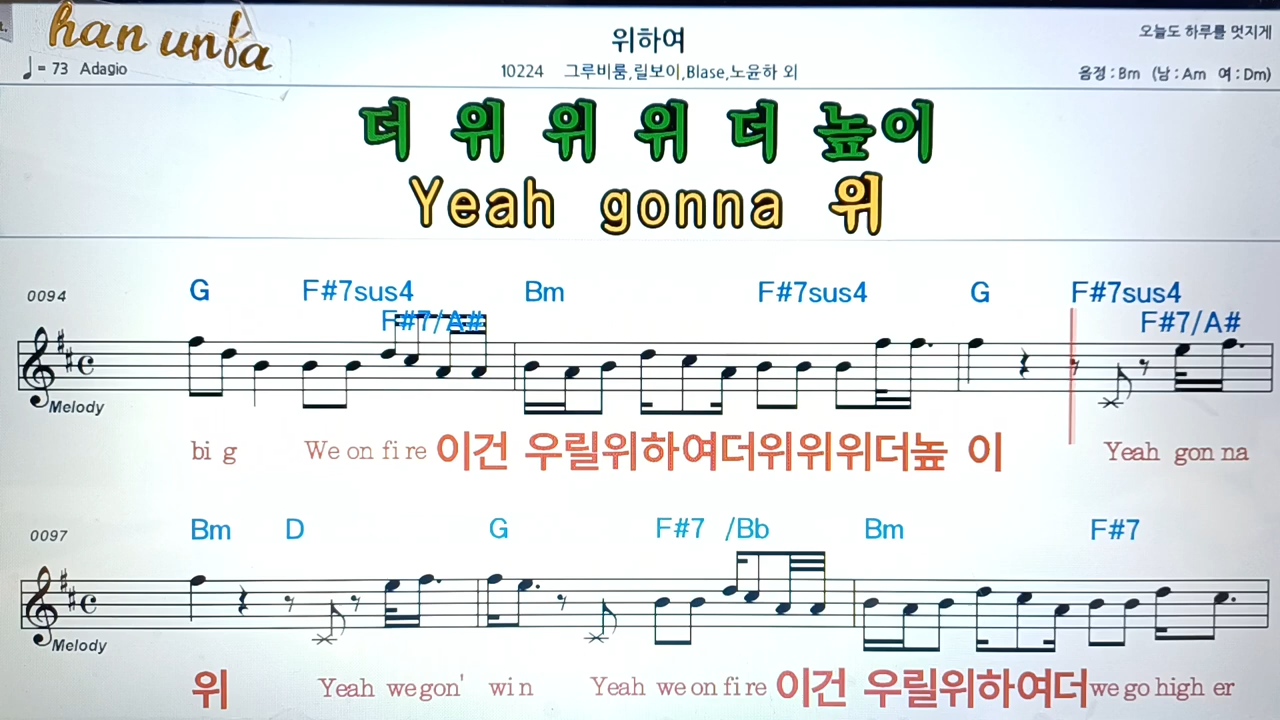 han unfa
위하여
오늘도 하루를 멋지게
♩= 73 Adagio
10224 그루비룸,릴보이,Blase,노윤하 외
음정 : Bm (남 : Am 여 : Dm)
더 위 위 위 더 높이
Yeah gonna 위
0094 G F#7sus4 Bm F#7sus4 G F#7sus4
F#7/A# F#7/A#
Melody
bi g We on fi re 이건 우릴위하여더위위위더높 이 Yeah gon na
0097 Bm D G F#7 /Bb Bm F#7
Melody
위 Yeah we gon' win Yeah we on fi re 이건 우릴위하여더 we go high er